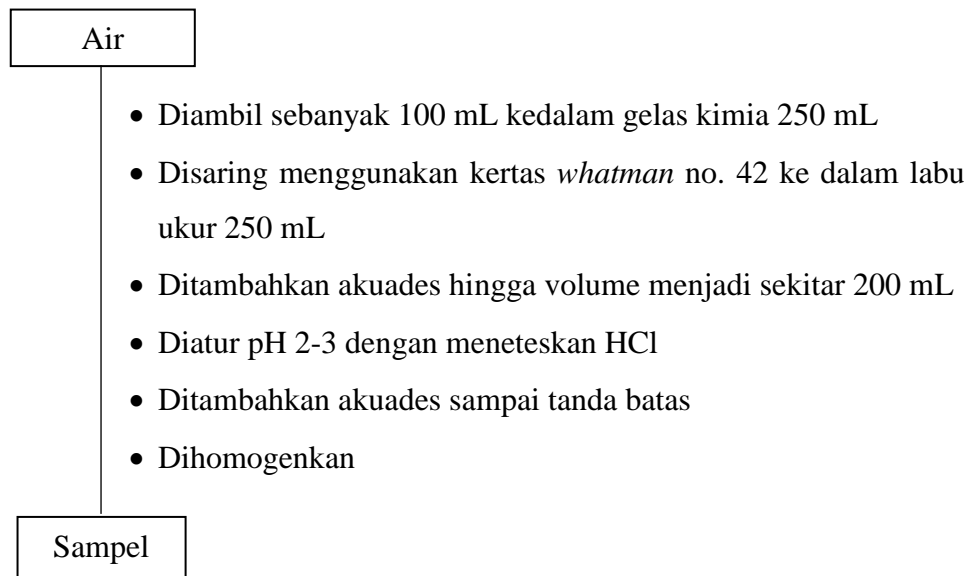 Air
• Diambil sebanyak 100 mL kedalam gelas kimia 250 mL
• Disaring menggunakan kertas whatman no. 42 ke dalam labu
ukur 250 mL
• Ditambahkan akuades hingga volume menjadi sekitar 200 mL
• Diatur pH 2-3 dengan meneteskan HCl
• Ditambahkan akuades sampai tanda batas
• Dihomogenkan
Sampel